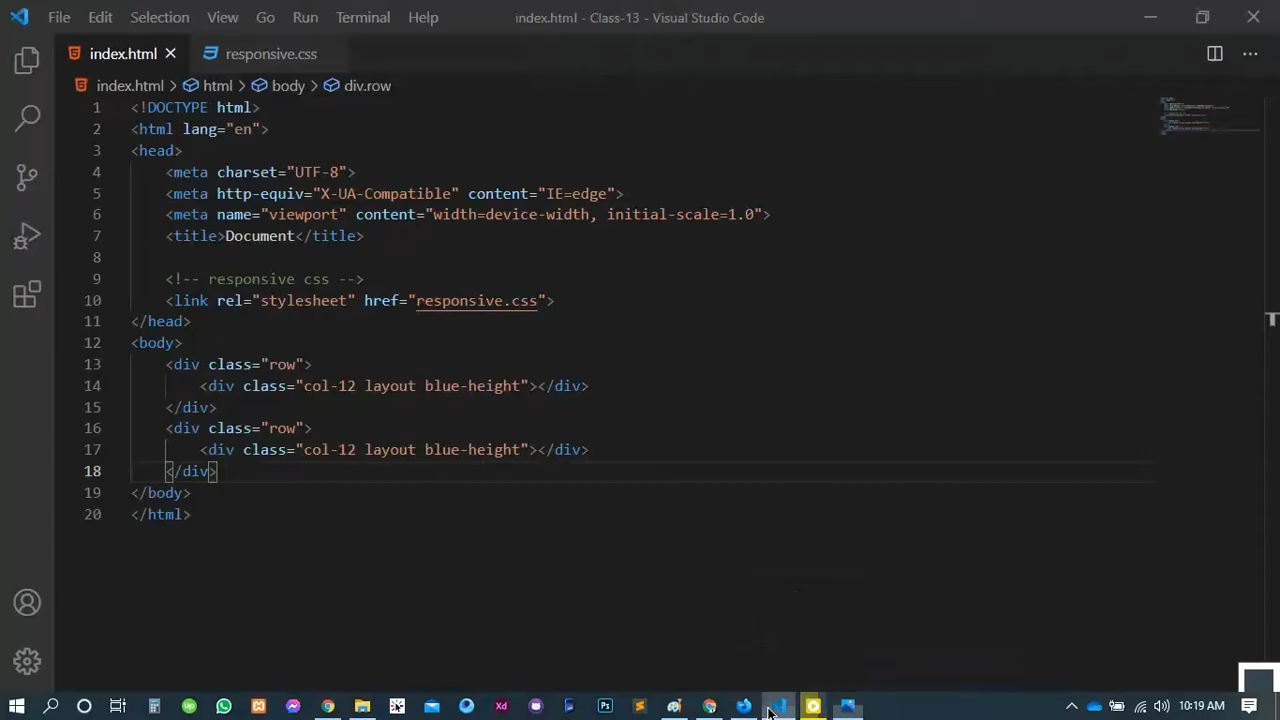 File Edit Selection View Go Run Terminal Help index.html - Class-13 - Visual Studio Code
index.html responsive.css
index.html > html > body > div.row
1 <!DOCTYPE html>
2 <html lang="en">
3 <head>
4 <meta charset="UTF-8">
5 <meta http-equiv="X-UA-Compatible" content="IE=edge">
6 <meta name="viewport" content="width=device-width, initial-scale=1.0">
7 <title>Document</title>
8
9 <!-- responsive css -->
10 <link rel="stylesheet" href="responsive.css">
11 </head>
12 <body>
13 <div class="row">
14 <div class="col-12 layout blue-height"></div>
15 </div>
16 <div class="row">
17 <div class="col-12 layout blue-height"></div>
18 </div>
19 </body>
20 </html>
Xd Ps 10:19 AM